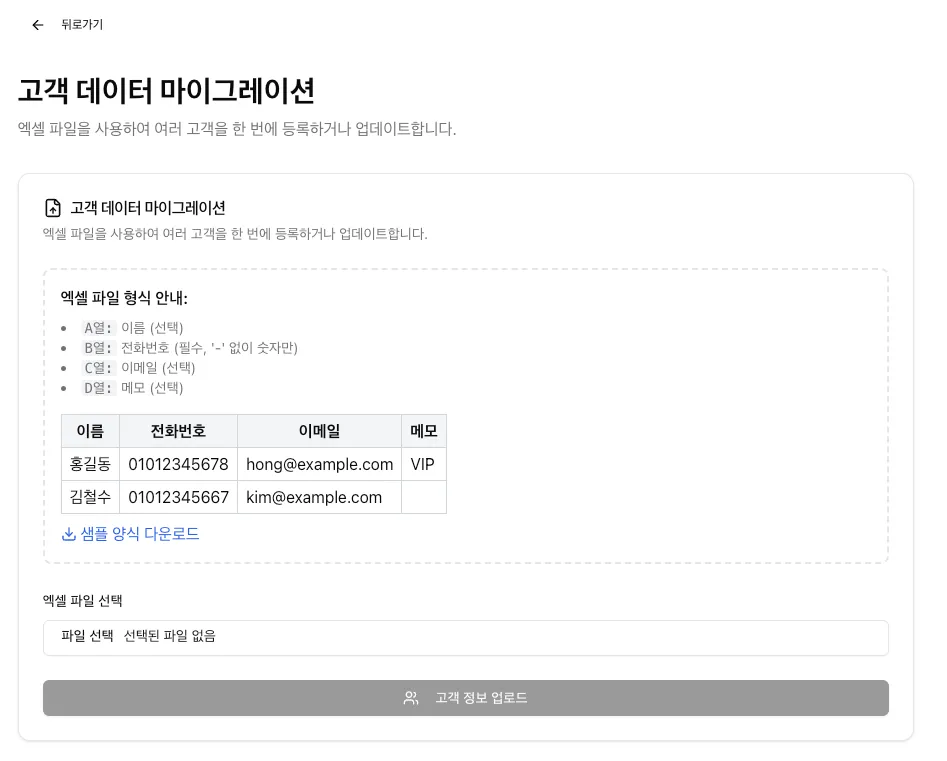 뒤로가기
고객 데이터 마이그레이션
엑셀 파일을 사용하여 여러 고객을 한 번에 등록하거나 업데이트합니다.
고객 데이터 마이그레이션
엑셀 파일을 사용하여 여러 고객을 한 번에 등록하거나 업데이트합니다.
엑셀 파일 형식 안내:
A열: 이름 (선택)
B열: 전화번호 (필수, '-' 없이 숫자만)
C열: 이메일 (선택)
D열: 메모 (선택)
이름 전화번호 이메일 메모
홍길동 01012345678 hong@example.com VIP
김철수 01012345667 kim@example.com
샘플 양식 다운로드
엑셀 파일 선택
파일 선택 선택된 파일 없음
고객 정보 업로드